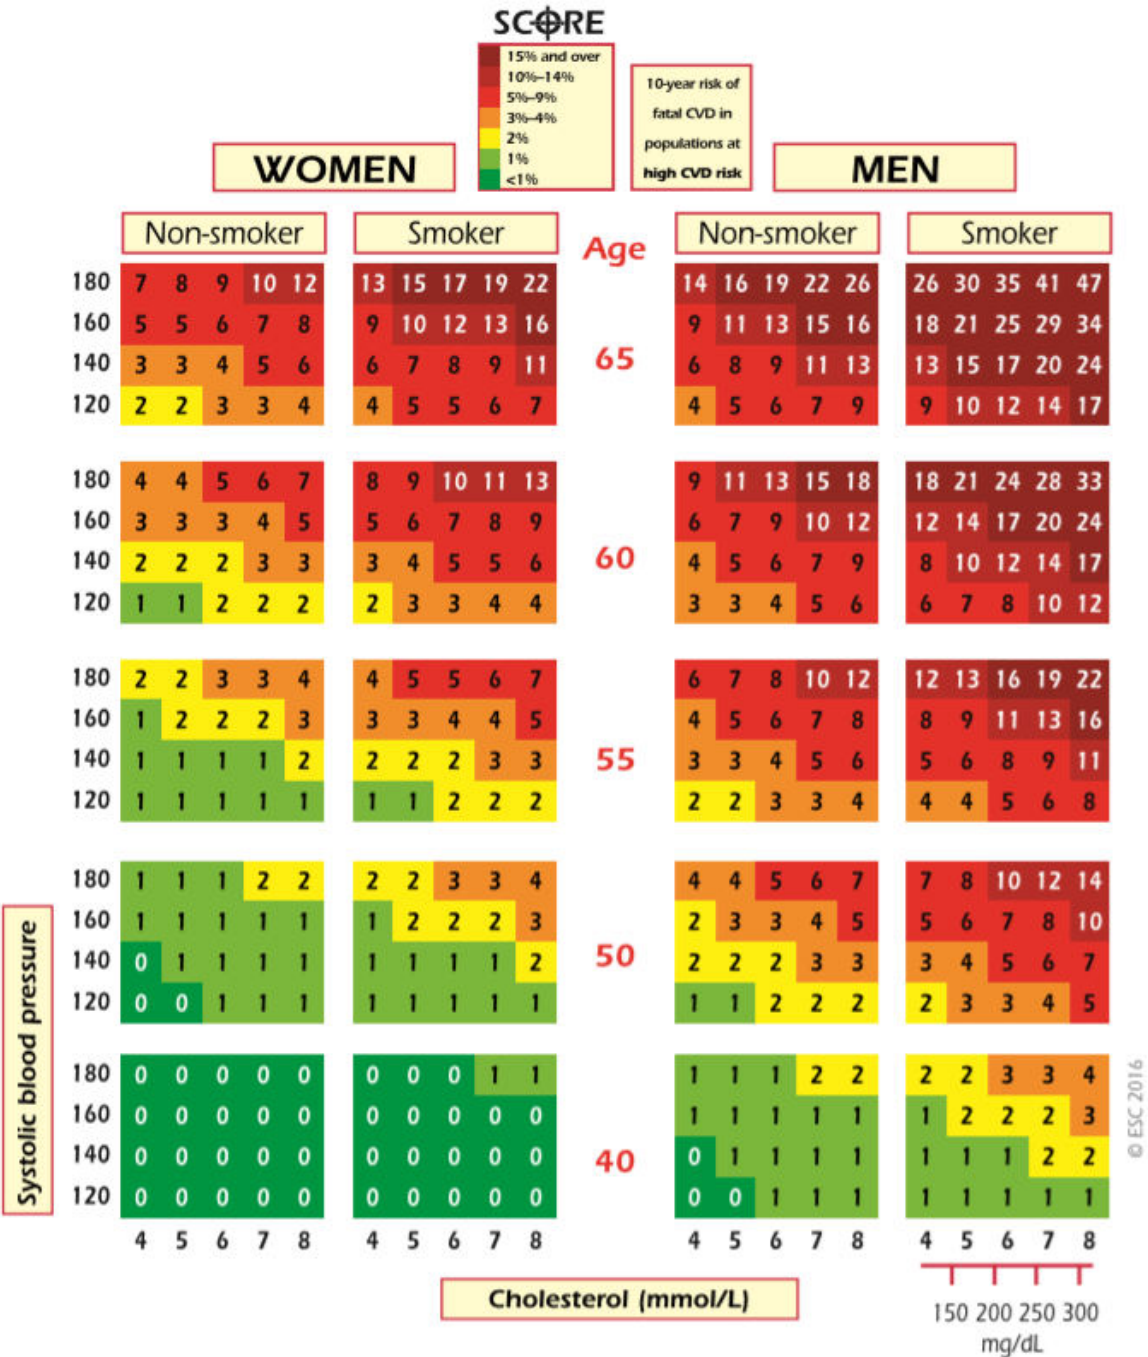 SCORE
15% and over
10%–14%
5%–9%
3%–4%
2%
1%
<1%
10-year risk of
fatal CVD in
populations at
high CVD risk
WOMEN
MEN
Non-smoker Smoker Age Non-smoker Smoker
180 7 8 9 10 12 13 15 17 19 22 14 16 19 22 26 26 30 35 41 47
160 5 5 6 7 8 9 10 12 13 16 9 11 13 15 16 18 21 25 29 34
65
140 3 3 4 5 6 6 7 8 9 11 6 8 9 11 13 13 15 17 20 24
120 2 2 3 3 4 4 5 5 6 7 4 5 6 7 9 9 10 12 14 17
180 4 4 5 6 7 8 9 10 11 13 9 11 13 15 18 18 21 24 28 33
160 3 3 3 4 5 5 6 7 8 9 6 7 9 10 12 12 14 17 20 24
60
140 2 2 2 3 3 3 4 5 5 6 4 5 6 7 9 8 10 12 14 17
120 1 1 2 2 2 2 3 3 4 4 3 3 4 5 6 6 7 8 10 12
180 2 2 3 3 4 4 5 5 6 7 6 7 8 10 12 12 13 16 19 22
160 1 2 2 2 3 3 3 4 4 5 4 5 6 7 8 8 9 11 13 16
55
140 1 1 1 1 2 2 2 2 3 3 3 3 4 5 6 5 6 8 9 11
120 1 1 1 1 1 1 1 2 2 2 2 2 3 3 4 4 4 5 6 8
180 1 1 1 2 2 2 2 3 3 4 4 4 5 6 7 7 8 10 12 14
160 1 1 1 1 1 1 2 2 2 3 2 3 3 4 5 5 6 7 8 10
50
140 0 1 1 1 1 1 1 1 1 2 2 2 2 3 3 3 4 5 6 7
120 0 0 1 1 1 1 1 1 1 1 1 1 2 2 2 2 3 3 4 5
180 0 0 0 0 0 0 0 0 1 1 1 1 1 2 2 2 2 3 3 4
160 0 0 0 0 0 0 0 0 0 0 1 1 1 1 1 1 2 2 2 3
40
140 0 0 0 0 0 0 0 0 0 0 0 1 1 1 1 1 1 1 2 2
120 0 0 0 0 0 0 0 0 0 0 0 0 1 1 1 1 1 1 1 1
4 5 6 7 8 4 5 6 7 8 4 5 6 7 8 4 5 6 7 8
Systolic blood pressure
Cholesterol (mmol/L)
150 200 250 300
mg/dL
© ESC 2016